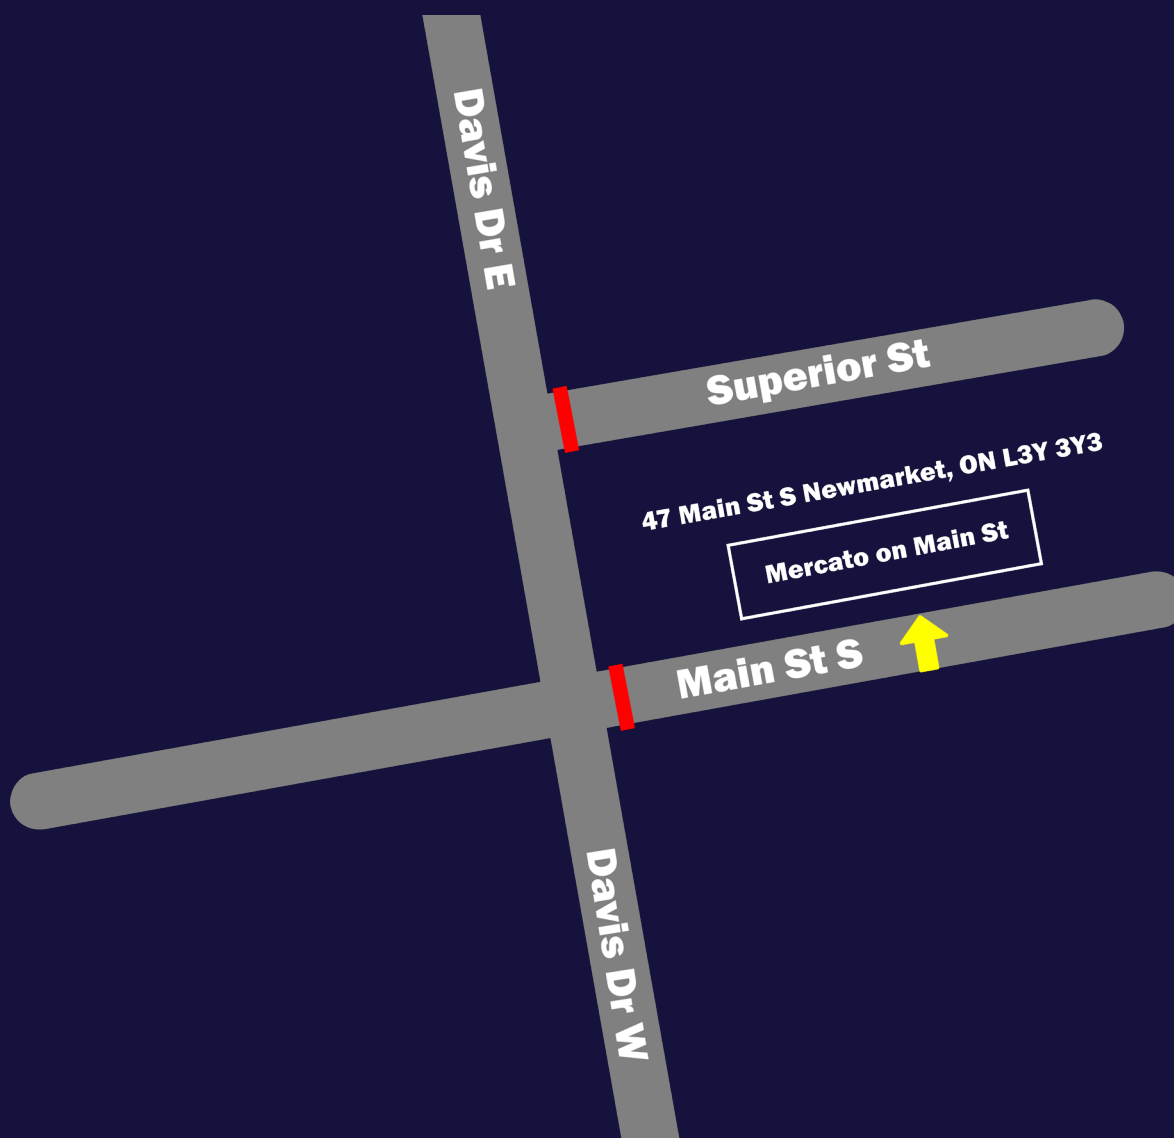 Davis Dr E
Superior St
47 Main St S Newmarket, ON L3Y 3Y3
Mercato on Main St
Main St S
Davis Dr W